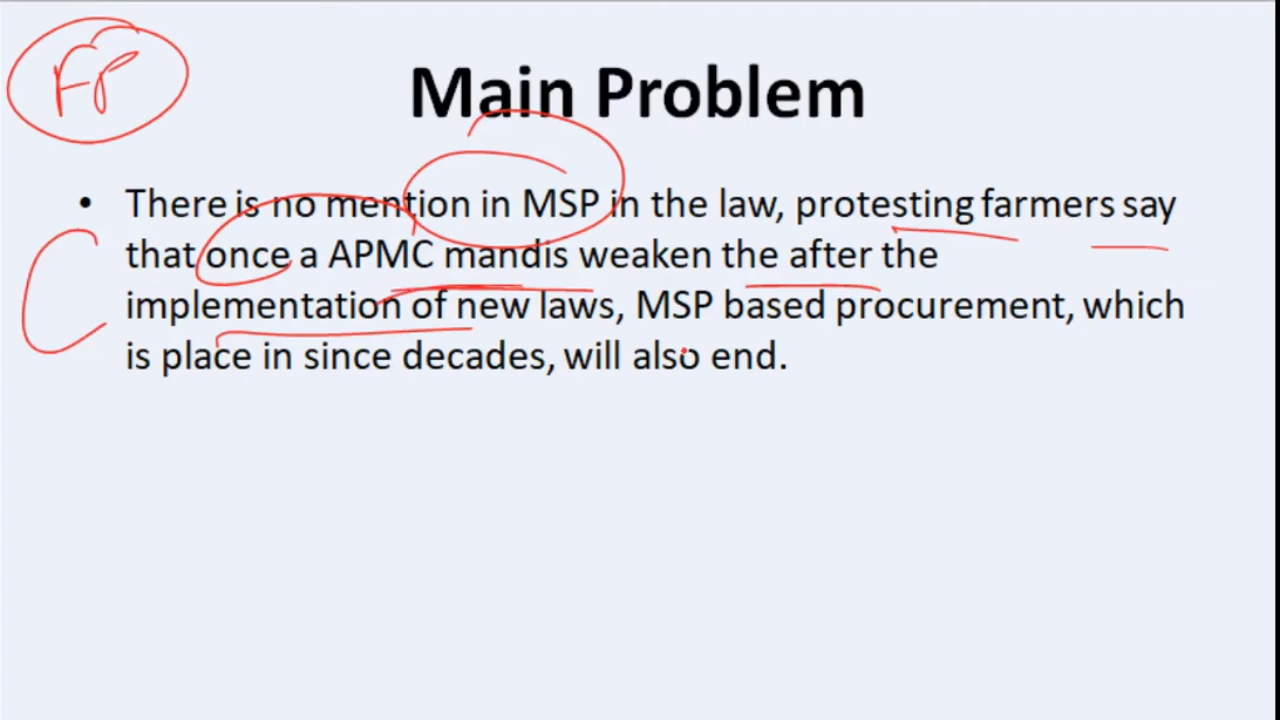 Main Problem
• There is no mention in MSP in the law, protesting farmers say
that once a APMC mandis weaken the after the
implementation of new laws, MSP based procurement, which
is place in since decades, will also end.